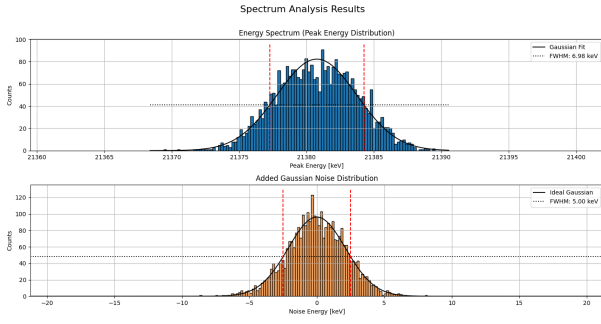 Spectrum Analysis Results
Energy Spectrum (Peak Energy Distribution)
100
80
60
40
20
0
Counts
Gaussian Fit
FWHM: 6.98 keV
21360 21365 21370 21375 21380 21385 21390 21395 21400
Peak Energy [keV]
Added Gaussian Noise Distribution
120
100
80
60
40
20
0
Counts
Ideal Gaussian
FWHM: 5.00 keV
−20 −15 −10 −5 0 5 10 15 20
Noise Energy [keV]